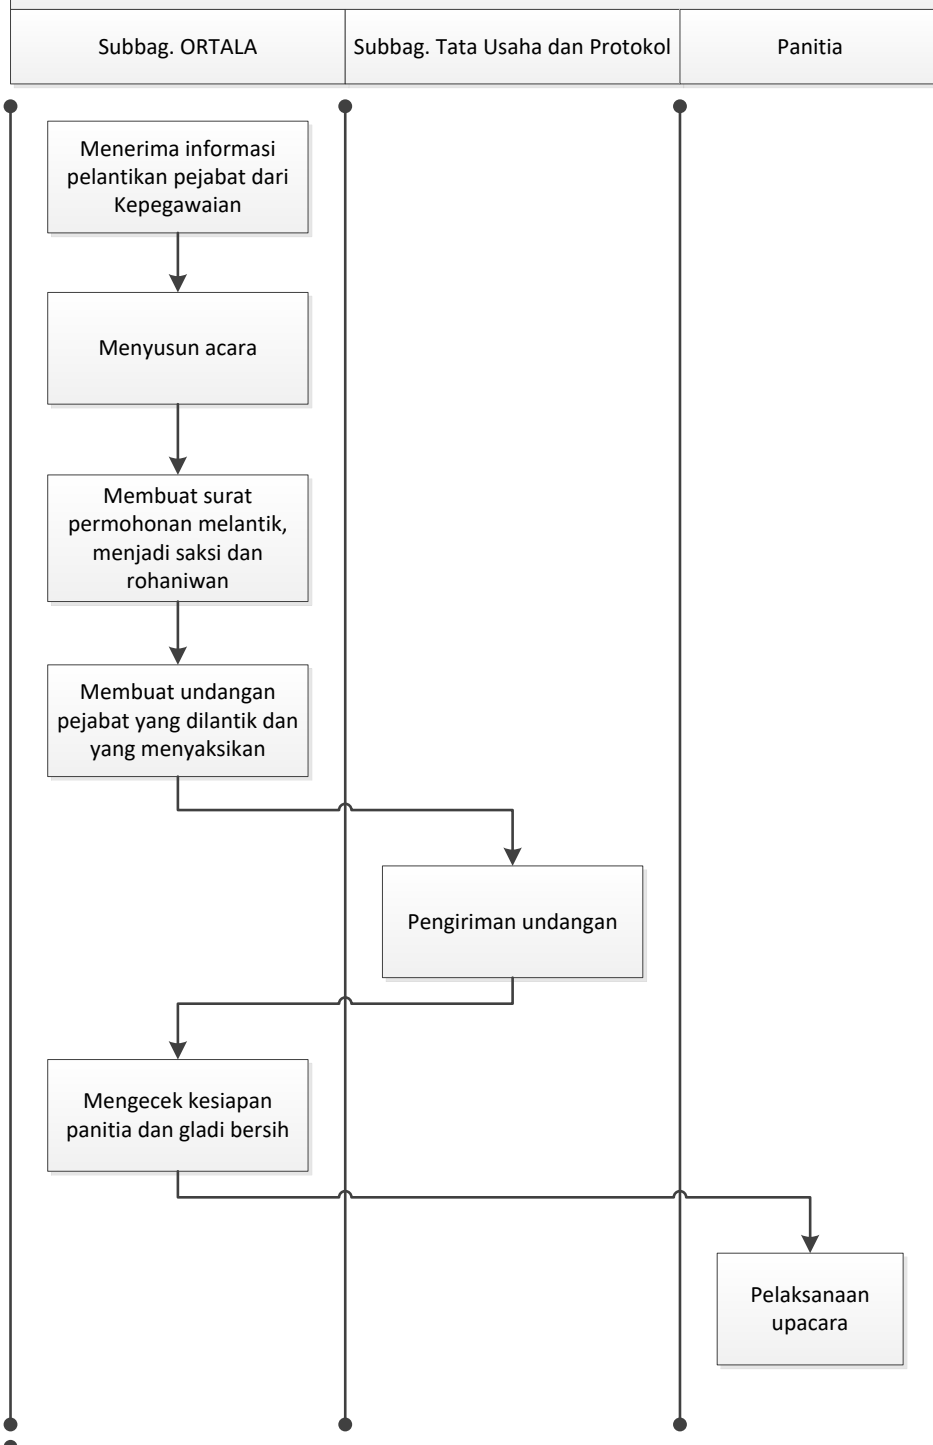 Subbag. ORTALA
Subbag. Tata Usaha dan Protokol
Panitia
Menerima informasi
pelantikan pejabat dari
Kepegawaian
Menyusun acara
Membuat surat
permohonan melantik,
menjadi saksi dan
rohaniwan
Membuat undangan
pejabat yang dilantik dan
yang menyaksikan
Pengiriman undangan
Mengecek kesiapan
panitia dan gladi bersih
Pelaksanaan
upacara